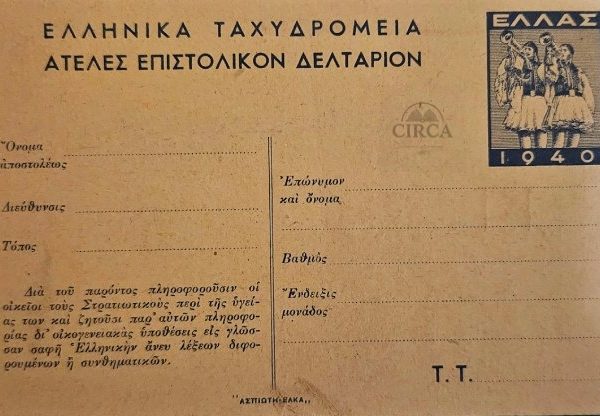 ΕΛΛΗΝΙΚΑ ΤΑΧΥΔΡΟΜΕΙΑ
ΑΤΕΛΕΣ ΕΠΙΣΤΟΛΙΚΟΝ ΔΕΛΤΑΡΙΟΝ
ΕΛΛΑΣ
1940
CIRCA
Ὄνομα
ἀποστολέως
Διεύθυνσις
Τόπος
Διὰ τοῦ παρόντος πληροφοροῦσιν οἱ
οἰκεῖοι τοὺς Στρατιωτικοὺς περὶ τῆς ὑγεί-
ας των καὶ ζητοῦσι παρ' αὐτῶν πληροφο-
ρίας δι' οἰκογενειακὰς ὑποθέσεις εἰς γλῶσ-
σαν σαφῆ Ἑλληνικὴν ἄνευ λέξεων διφο-
ρουμένων ἢ συνθηματικῶν.
Ἐπώνυμον
καὶ ὄνομα
Βαθμὸς
Ἔνδειξις
μονάδος
Τ.Τ.
"ΑΣΠΙΩΤΗ-ΕΛΚΑ,,